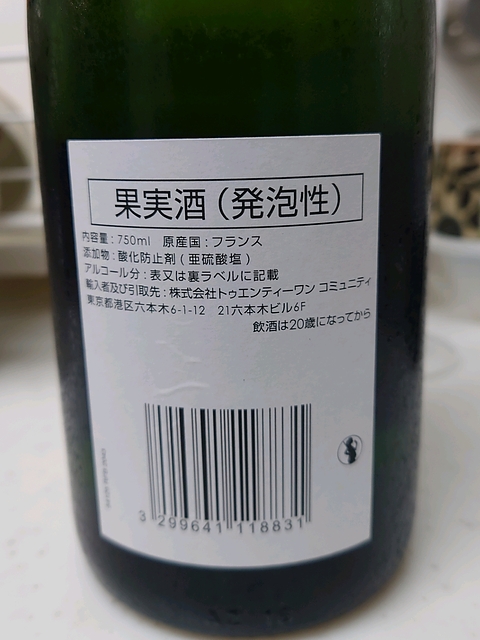 果実酒（発泡性）
内容量：750ml　原産国：フランス
添加物：酸化防止剤（亜硫酸塩）
アルコール分：表又は裏ラベルに記載
輸入者及び引取先：株式会社トゥエンティーワン コミュニティ
東京都港区六本木6-1-12　21六本木ビル6F
飲酒は20歳になってから
3 299641 118831